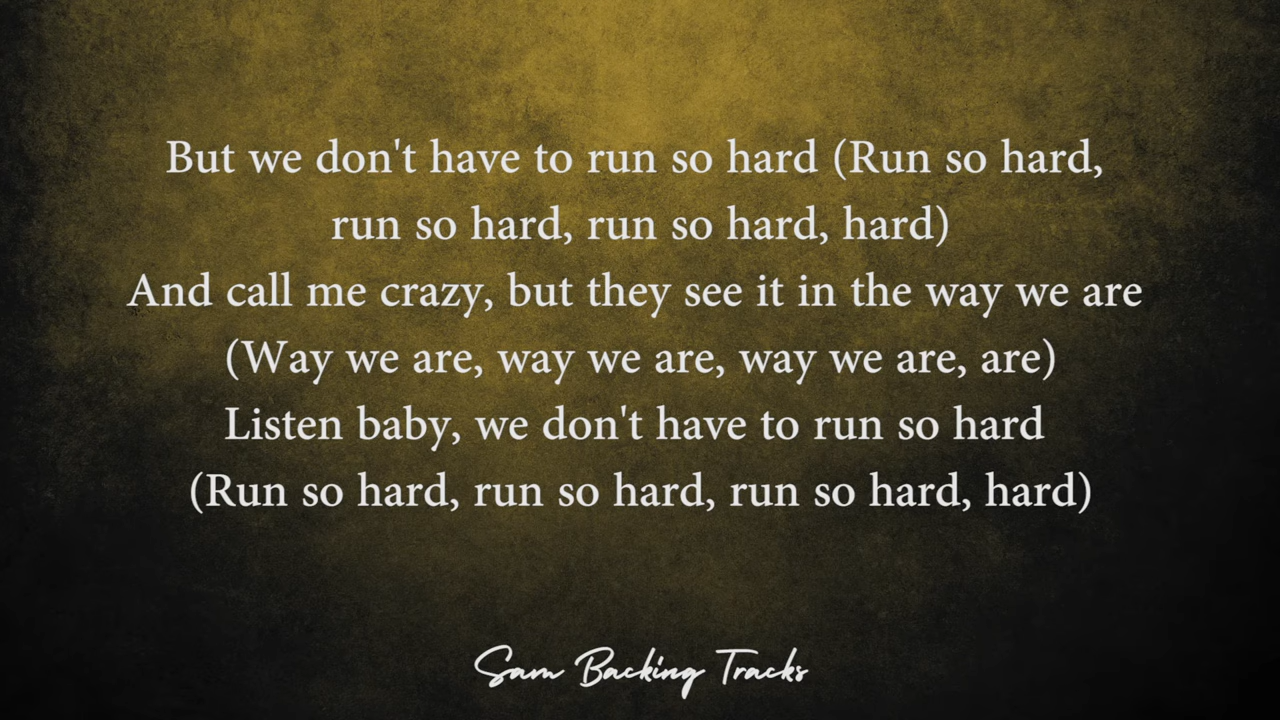 But we don't have to run so hard (Run so hard,
run so hard, run so hard, hard)
And call me crazy, but they see it in the way we are
(Way we are, way we are, way we are, are)
Listen baby, we don't have to run so hard
(Run so hard, run so hard, run so hard, hard)
Sam Backing Tracks